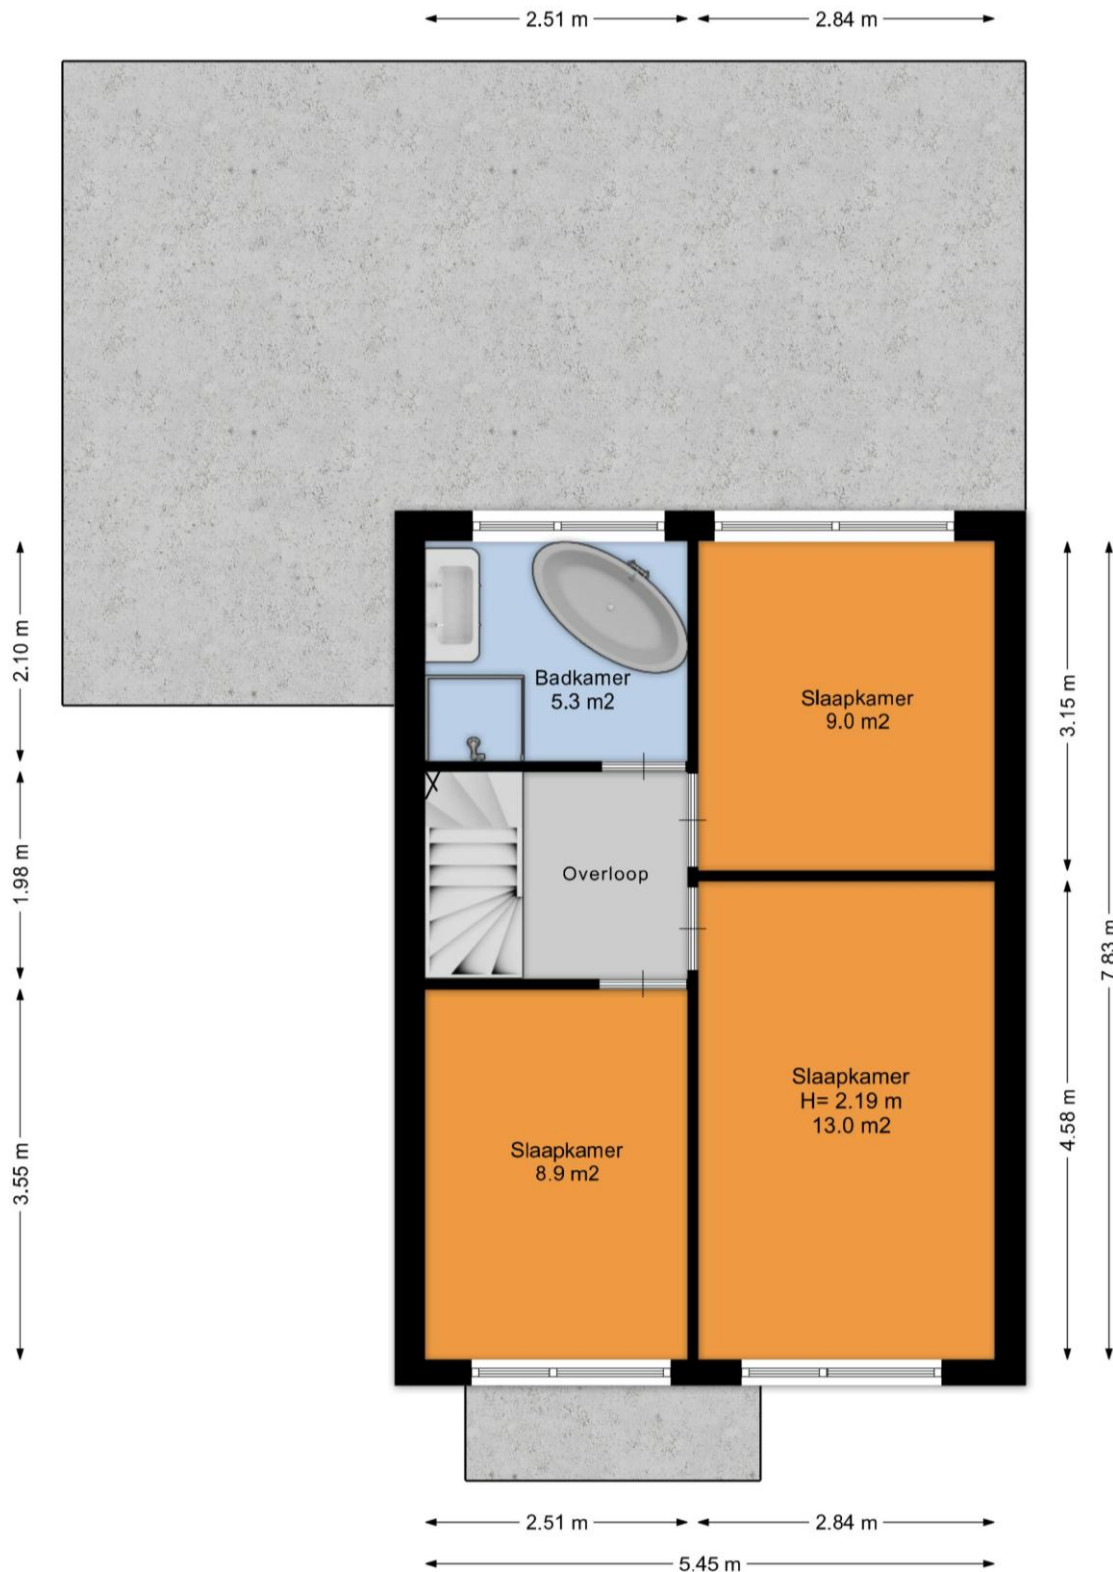 2.51 m
2.84 m
2.10 m
1.98 m
3.55 m
Badkamer
5.3 m2
Slaapkamer
9.0 m2
Overloop
Slaapkamer
H= 2.19 m
13.0 m2
Slaapkamer
8.9 m2
3.15 m
4.58 m
7.83 m
2.51 m
2.84 m
5.45 m